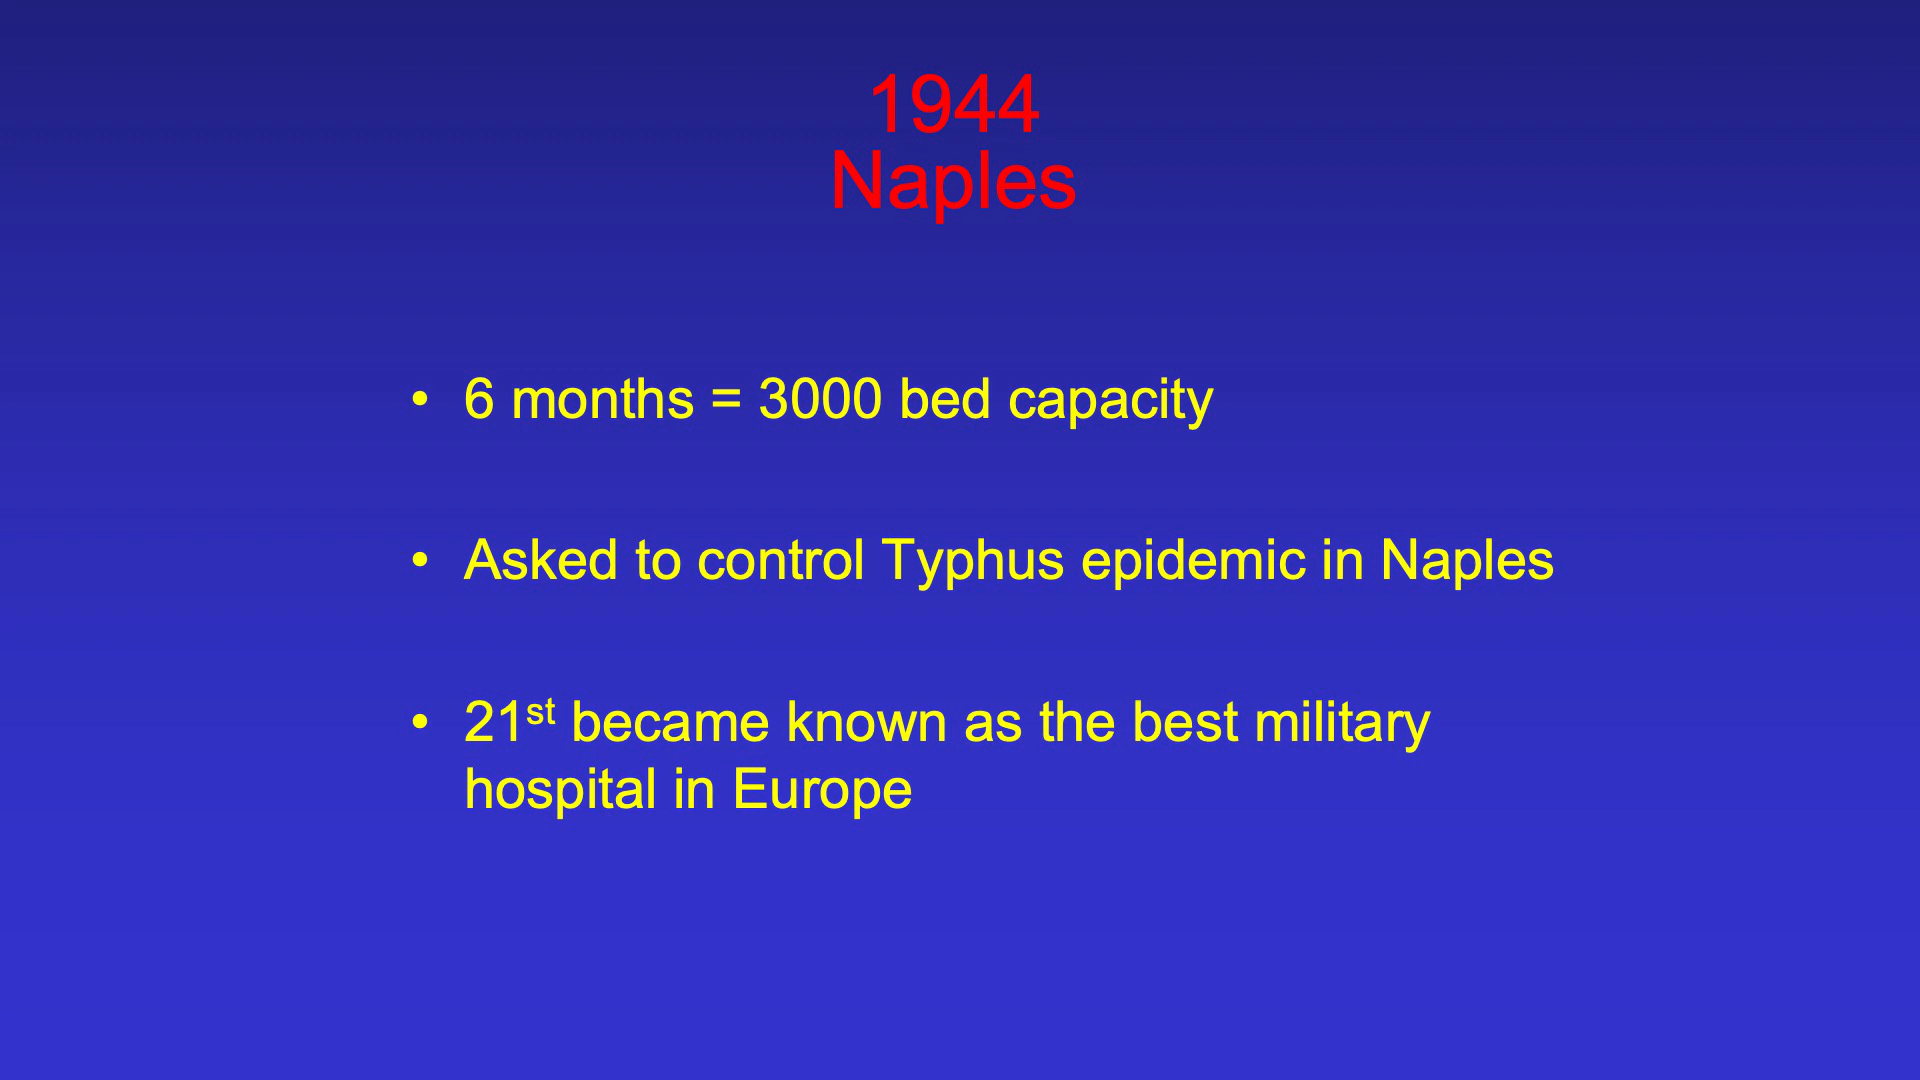 1944
Naples
• 6 months = 3000 bed capacity
• Asked to control Typhus epidemic in Naples
• 21st became known as the best military
hospital in Europe